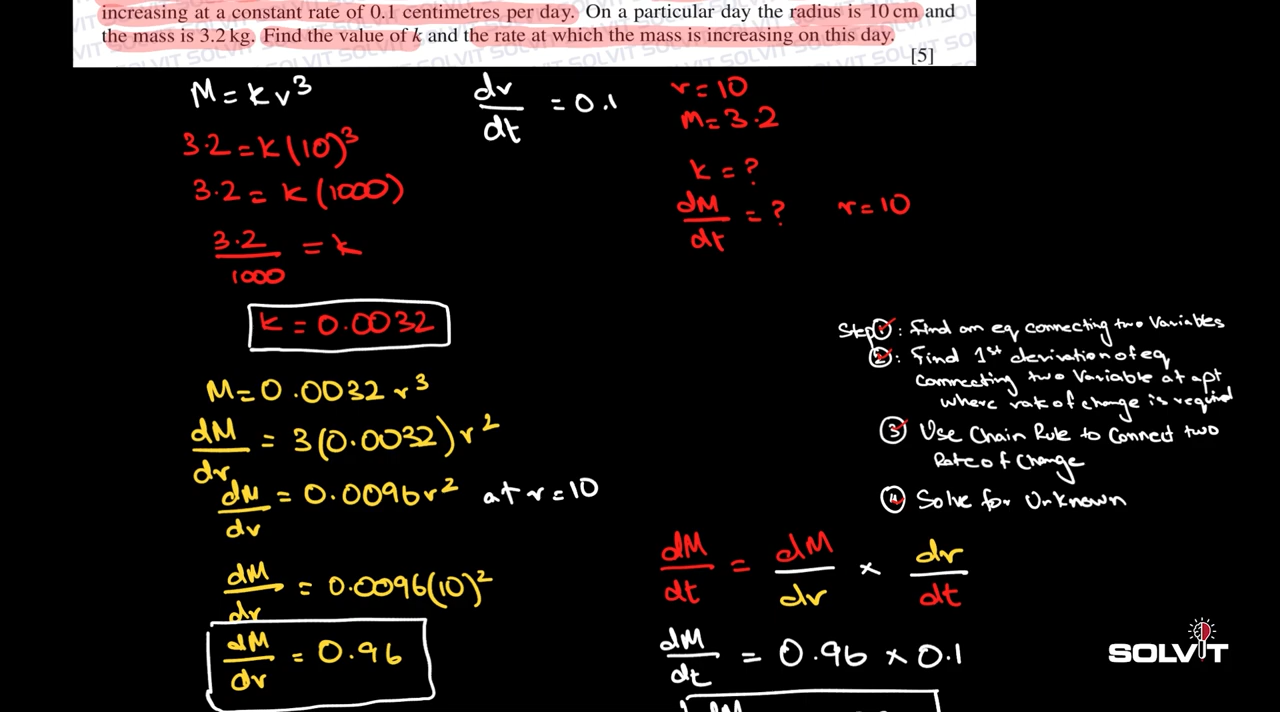 increasing at a constant rate of 0.1 centimetres per day. On a particular day the radius is 10 cm and
the mass is 3.2 kg. Find the value of k and the rate at which the mass is increasing on this day.
[5]
M = kr³
dr/dt = 0.1
r = 10
M = 3.2
3.2 = k(10)³
k = ?
3.2 = k(1000)
dM/dt = ? r = 10
3.2/1000 = k
k = 0.0032
Step ①: Find an eq connecting two Variables
②: Find 1st derivation of eq
connecting two Variable at a pt
where rate of change is required
③ Use Chain Rule to Connect two
Rate of Change
④ Solve for Unknown
M = 0.0032 r³
dM/dr = 3(0.0032)r²
dM/dr = 0.0096r² at r = 10
dM/dr = 0.0096(10)²
dM/dr = 0.96
dM/dt = dM/dr × dr/dt
dM/dt = 0.96 × 0.1
dM
SOLVIT